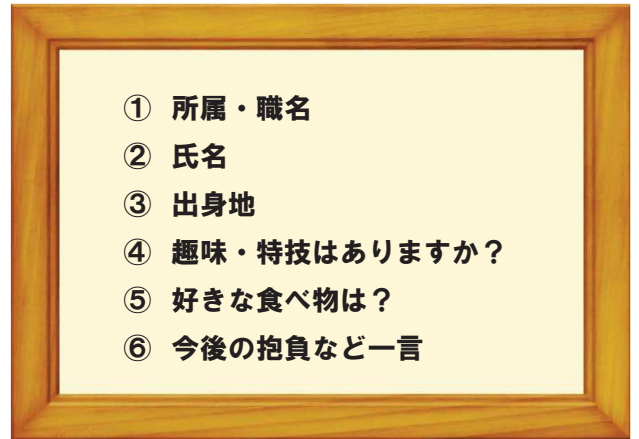 ① 所属・職名
② 氏名
③ 出身地
④ 趣味・特技はありますか？
⑤ 好きな食べ物は？
⑥ 今後の抱負など一言